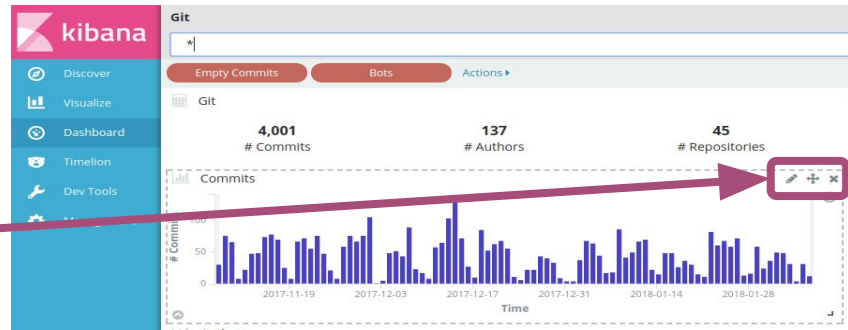 kibana
Discover
Visualize
Dashboard
Timelion
Dev Tools
Git
*
Empty Commits Bots Actions
Git
4,001 137 45
# Commits # Authors # Repositories
Commits
# Commits
100
50
0
2017-11-19 2017-12-03 2017-12-17 2017-12-31 2018-01-14 2018-01-28
Time